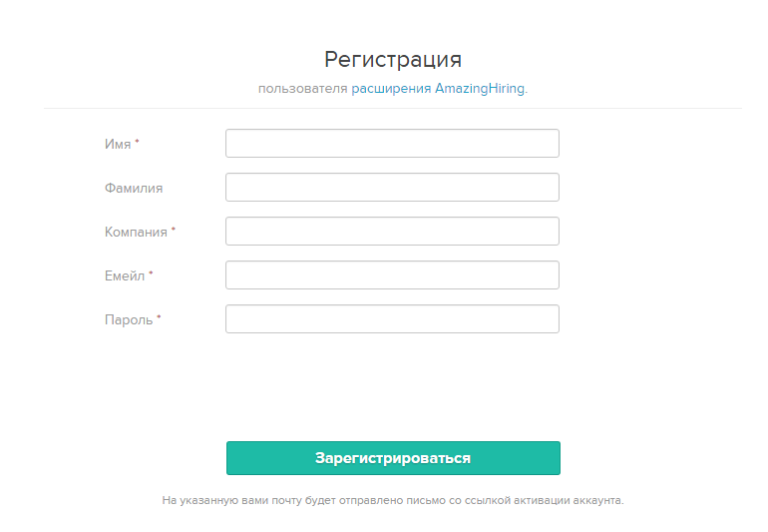 Регистрация
пользователя расширения AmazingHiring.
Имя *
Фамилия
Компания *
Емейл *
Пароль *
Зарегистрироваться
На указанную вами почту будет отправлено письмо со ссылкой активации аккаунта.